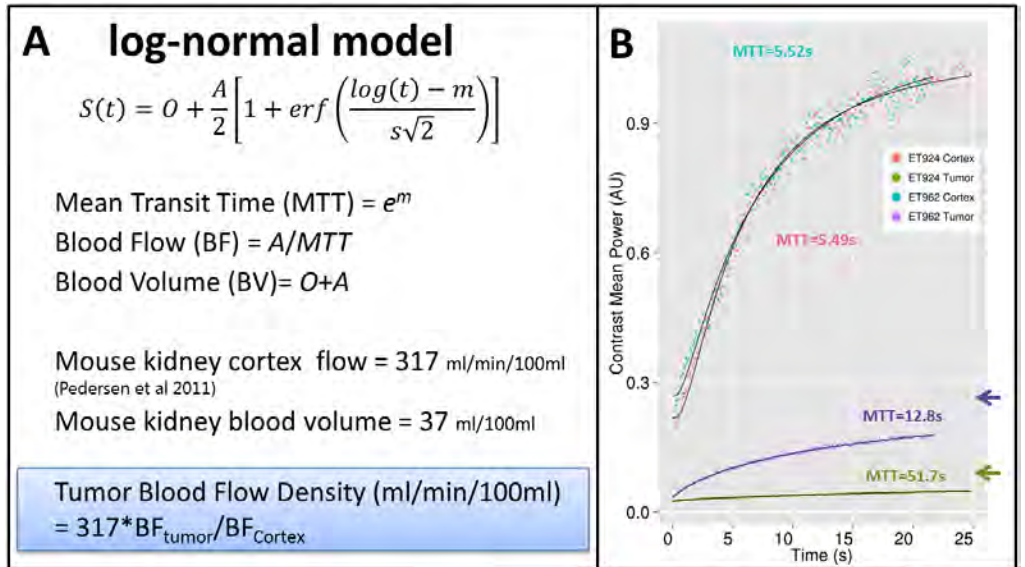 A log-normal model
S(t) = O + A/2 [1 + erf((log(t) − m)/(s√2))]
Mean Transit Time (MTT) = e^m
Blood Flow (BF) = A/MTT
Blood Volume (BV)= O+A
Mouse kidney cortex flow = 317 ml/min/100ml
(Pedersen et al 2011)
Mouse kidney blood volume = 37 ml/100ml
Tumor Blood Flow Density (ml/min/100ml)
= 317*BFtumor/BFCortex
B
MTT=5.52s
0.9
ET924 Cortex
ET924 Tumor
ET962 Cortex
ET962 Tumor
MTT=5.49s
0.6
Contrast Mean Power (AU)
0.3
MTT=12.8s
MTT=51.7s
0.0
0 5 10 15 20 25
Time (s)